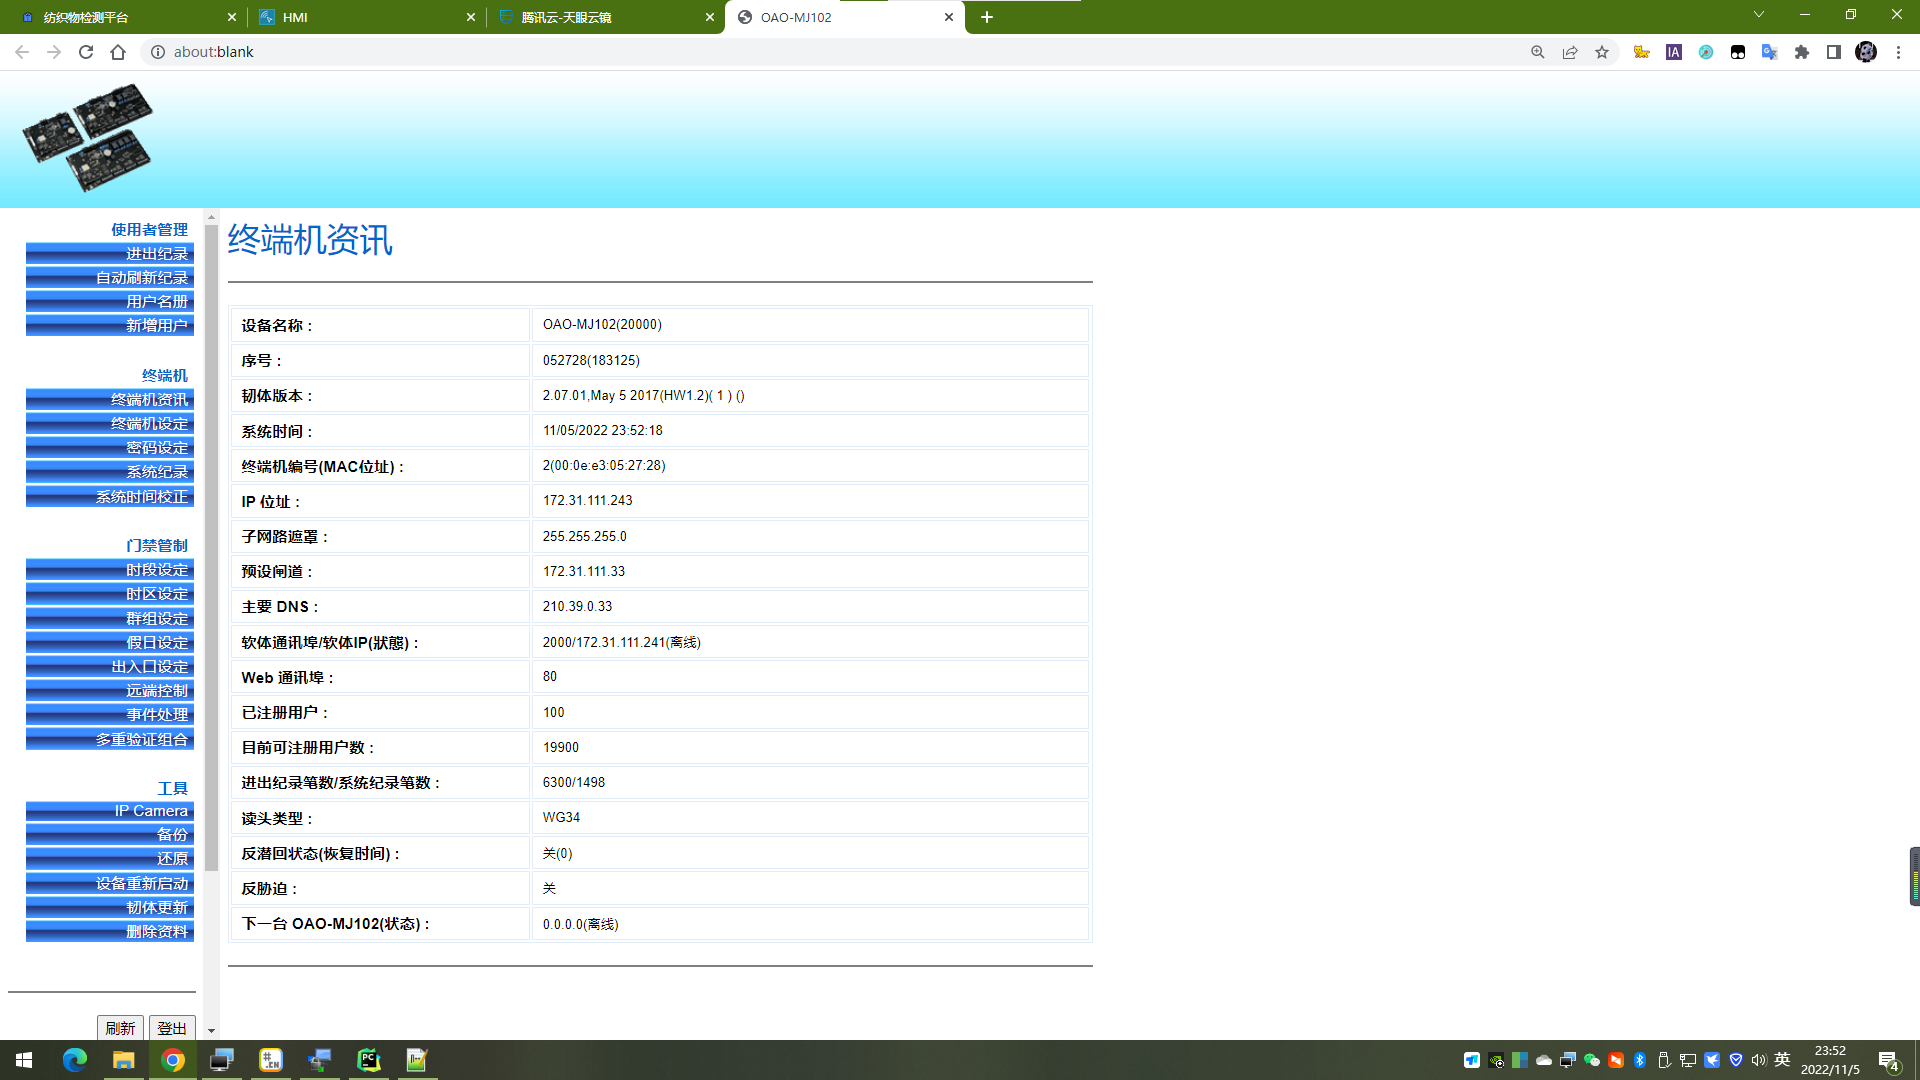 纺织物检测平台
HMI
腾讯云-天眼云镜
OAO-MJ102
about:blank
使用者管理
进出纪录
自动刷新纪录
用户名册
新增用户
终端机
终端机资讯
终端机设定
密码设定
系统纪录
系统时间校正
门禁管制
时段设定
时区设定
群组设定
假日设定
出入口设定
远端控制
事件处理
多重验证组合
工具
IP Camera
备份
还原
设备重新启动
韧体更新
删除资料
刷新 登出
终端机资讯
设备名称 : OAO-MJ102(20000)
序号 : 052728(183125)
韧体版本 : 2.07.01,May 5 2017(HW1.2)( 1 ) ()
系统时间 : 11/05/2022 23:52:18
终端机编号(MAC位址) : 2(00:0e:e3:05:27:28)
IP 位址 : 172.31.111.243
子网路遮罩 : 255.255.255.0
预设闸道 : 172.31.111.33
主要 DNS : 210.39.0.33
软体通讯埠/软体IP(狀態) : 2000/172.31.111.241(离线)
Web 通讯埠 : 80
已注册用户 : 100
目前可注册用户数 : 19900
进出纪录笔数/系统纪录笔数 : 6300/1498
读头类型 : WG34
反潜回状态(恢复时间) : 关(0)
反胁迫 : 关
下一台 OAO-MJ102(状态) : 0.0.0.0(离线)
英
23:52
2022/11/5
4